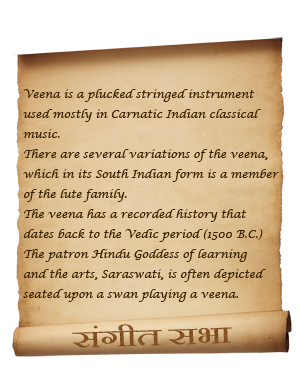 Veena is a plucked stringed instrument
used mostly in Carnatic Indian classical
music.
There are several variations of the veena,
which in its South Indian form is a member
of the lute family.
The veena has a recorded history that
dates back to the Vedic period (1500 B.C.)
The patron Hindu Goddess of learning
and the arts, Saraswati, is often depicted
seated upon a swan playing a veena.
संगीत सभा